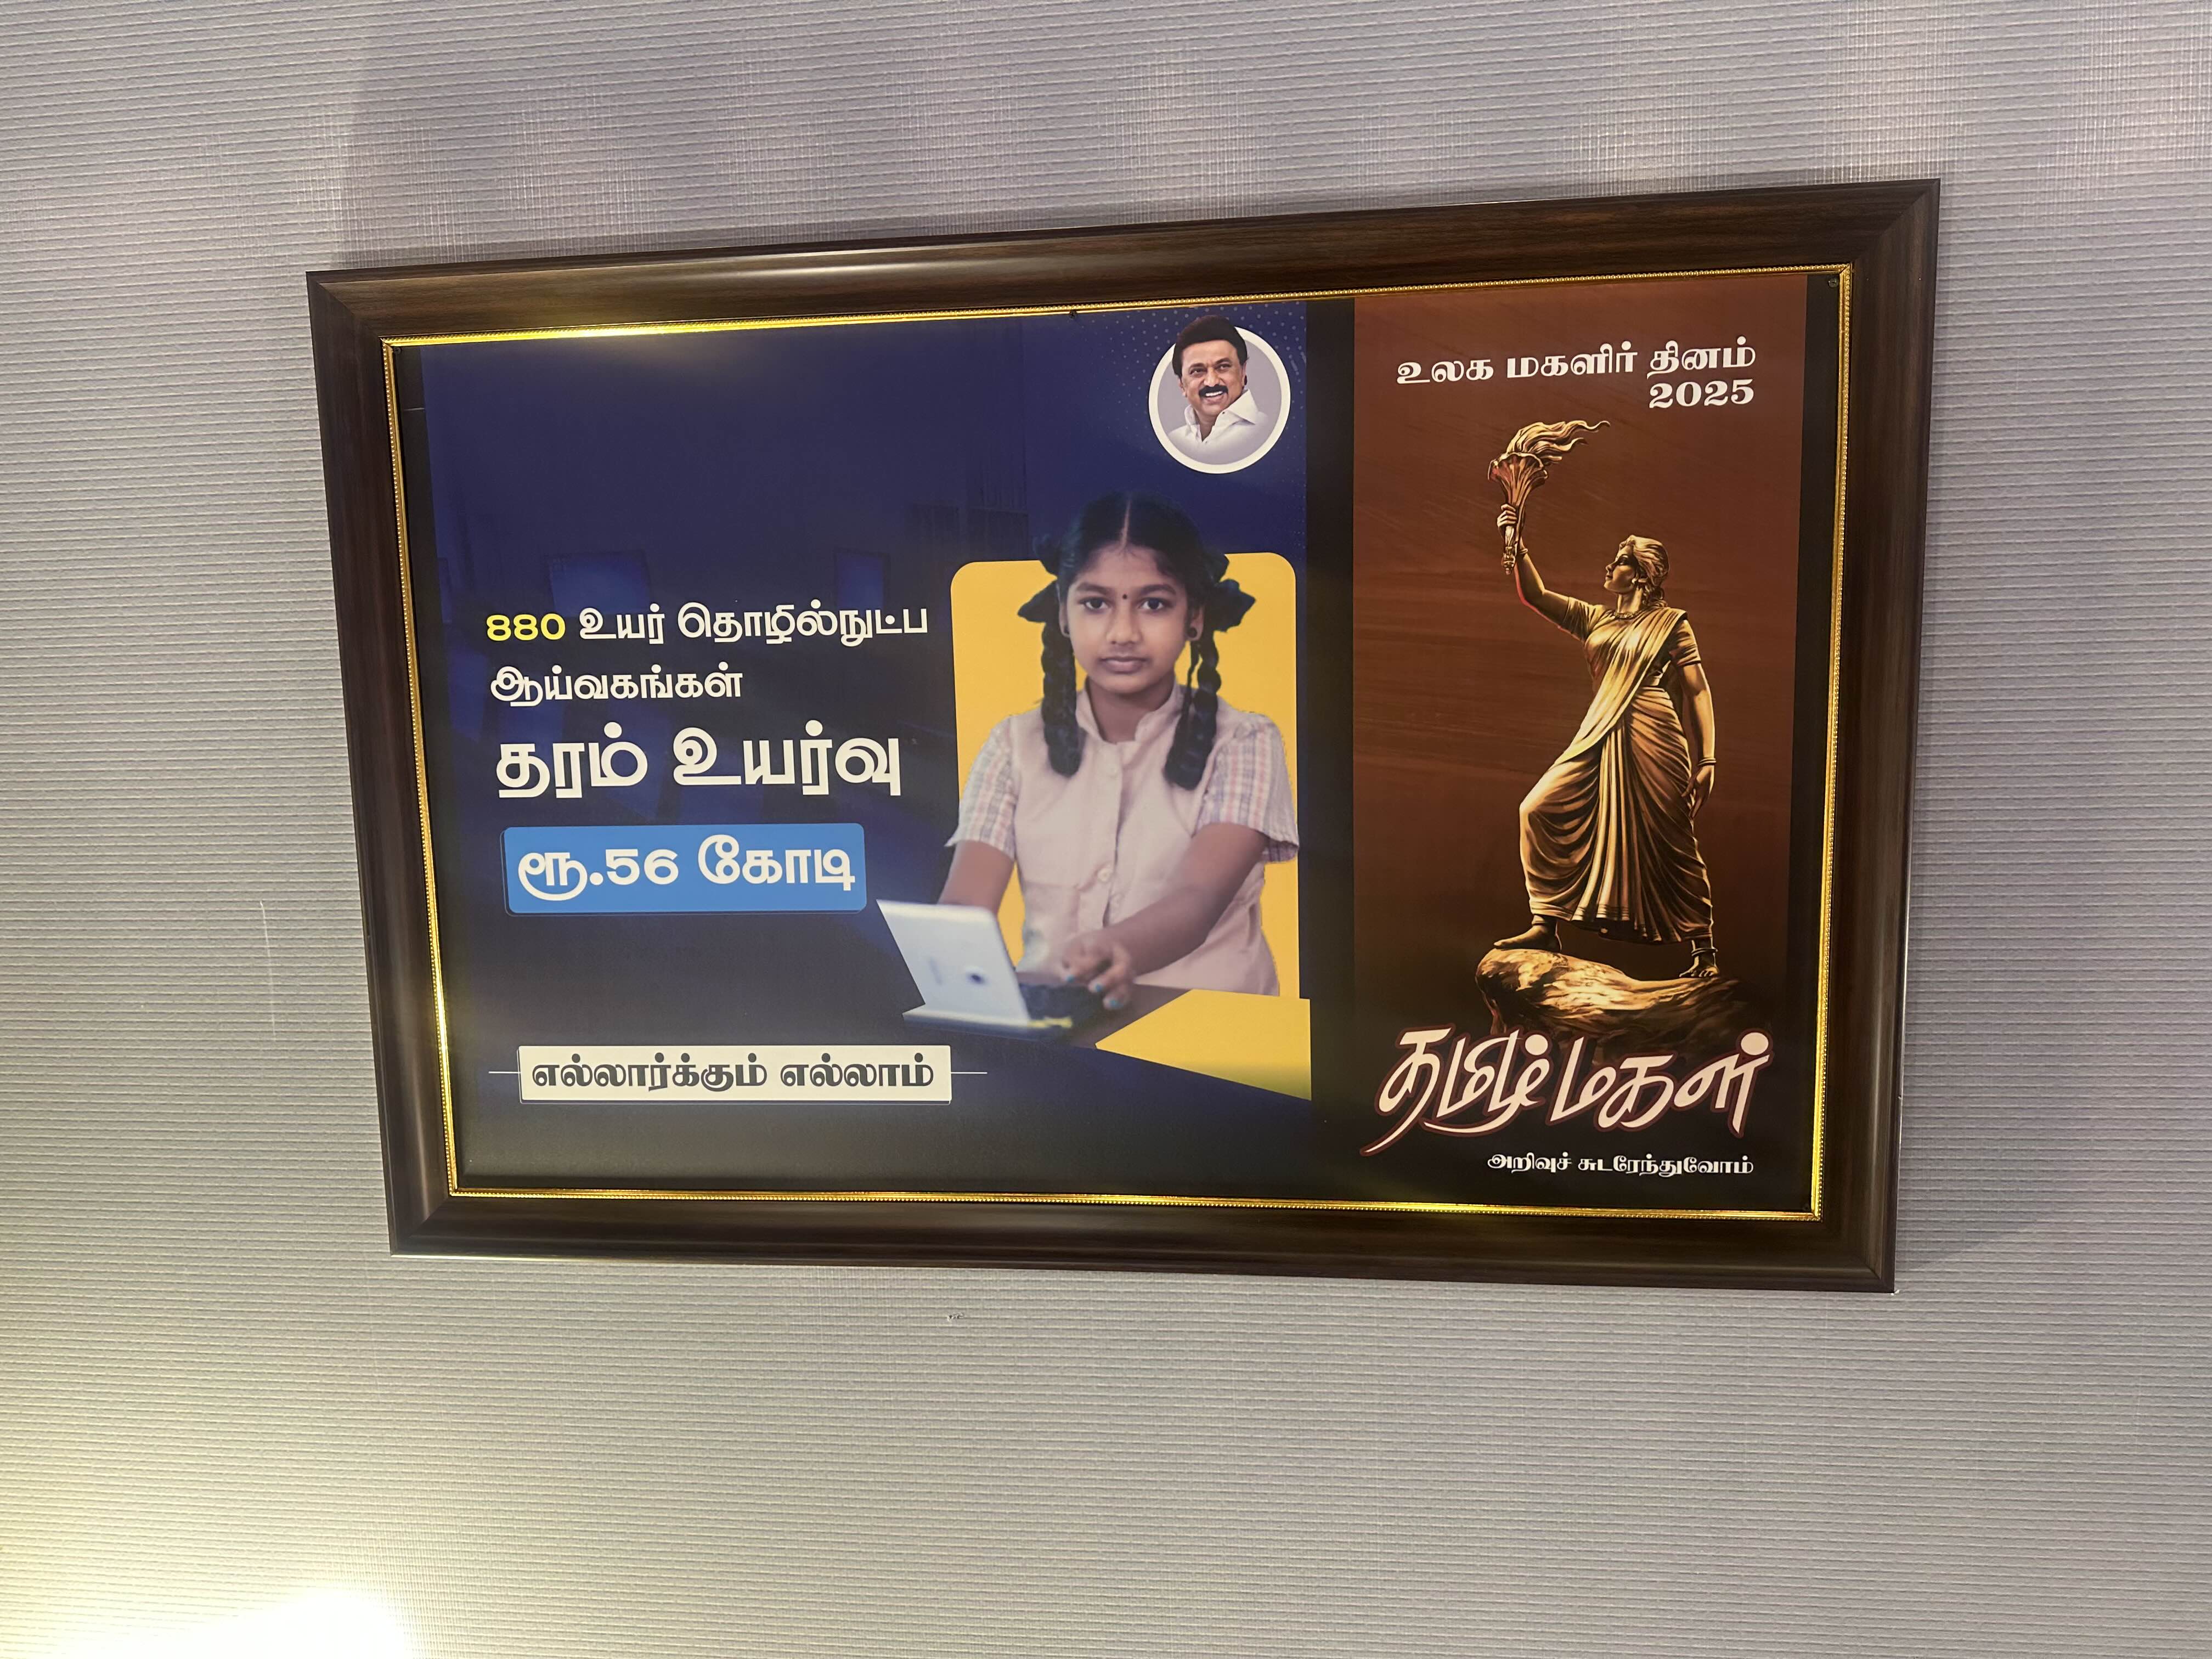 880 உயர் தொழில்நுட்ப
ஆய்வகங்கள்
தரம் உயர்வு
ரூ.56 கோடி
எல்லார்க்கும் எல்லாம்
உலக மகளிர் தினம்
2025
தமிழ் மகள்
அறிவுச் சுடரேந்துவோம்